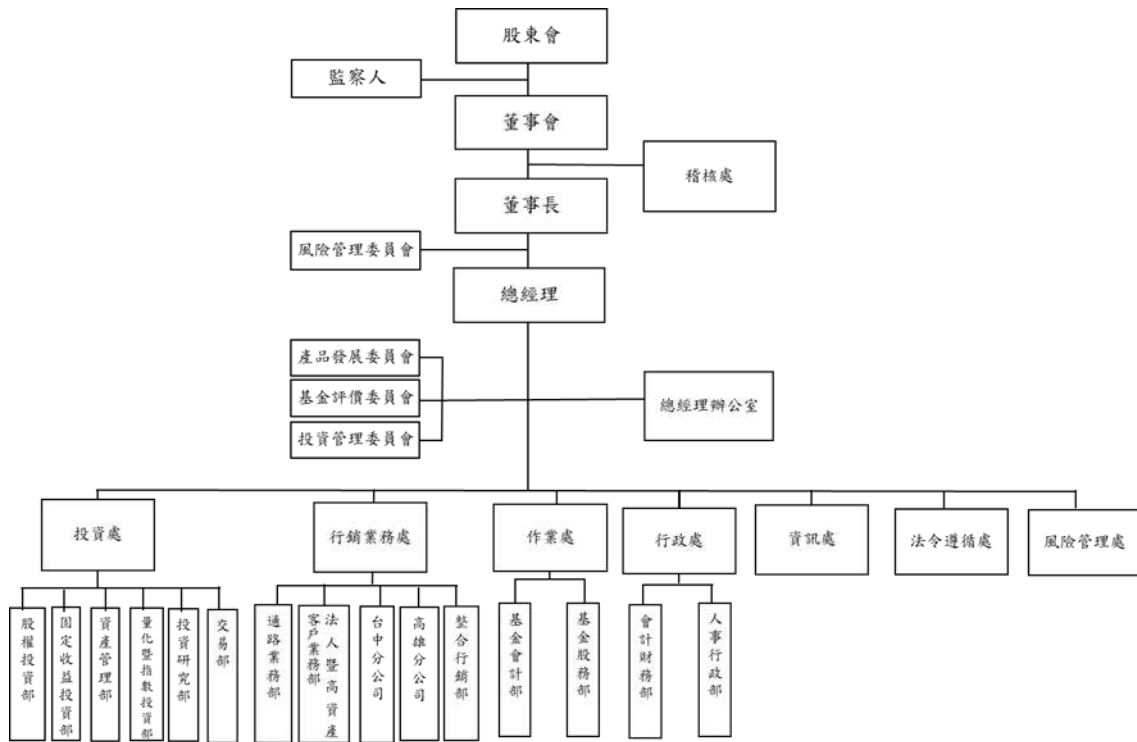 股東會
監察人
董事會
稽核處
董事長
風險管理委員會
總經理
產品發展委員會
基金評價委員會
總經理辦公室
投資管理委員會
投資處
行銷業務處
作業處
行政處
資訊處
法令遵循處
風險管理處
股權投資部
固定收益投資部
資產管理部
量化暨指數投資部
投資研究部
交易部
通路業務部
法人暨高資產
客戶業務部
台中分公司
高雄分公司
整合行銷部
基金會計部
基金股務部
會計財務部
人事行政部